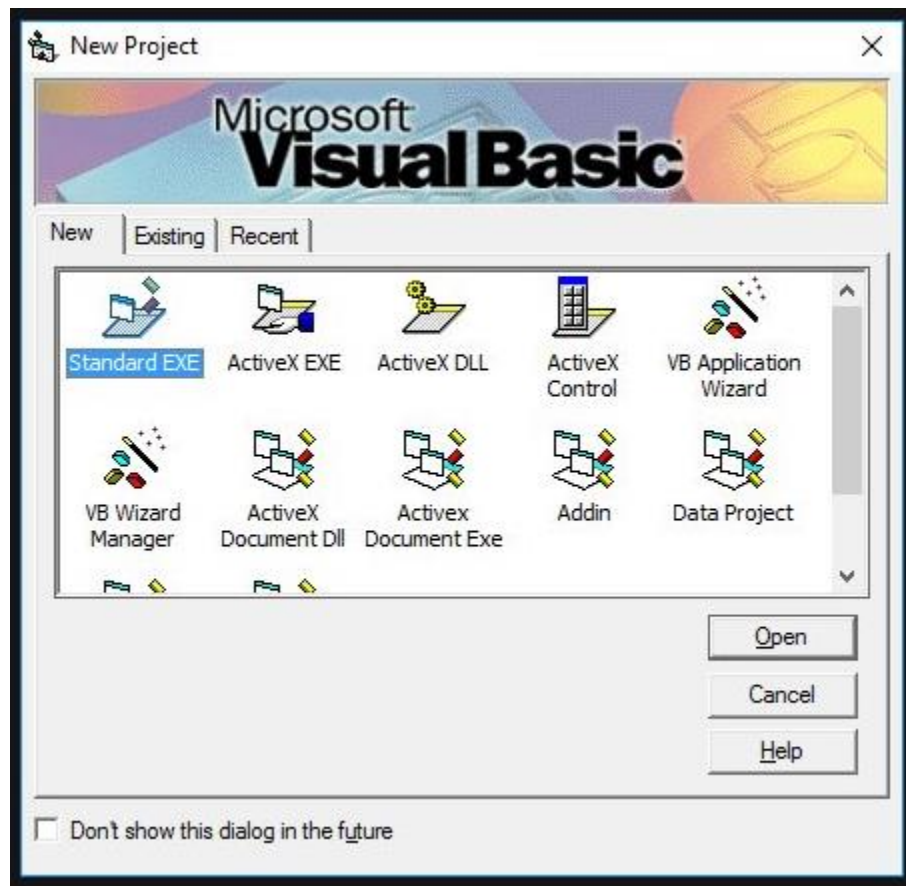 New Project
Microsoft
Visual Basic
New Existing Recent
Standard EXE ActiveX EXE ActiveX DLL ActiveX Control VB Application Wizard
VB Wizard Manager ActiveX Document Dll Activex Document Exe Addin Data Project
Open
Cancel
Help
Don't show this dialog in the future